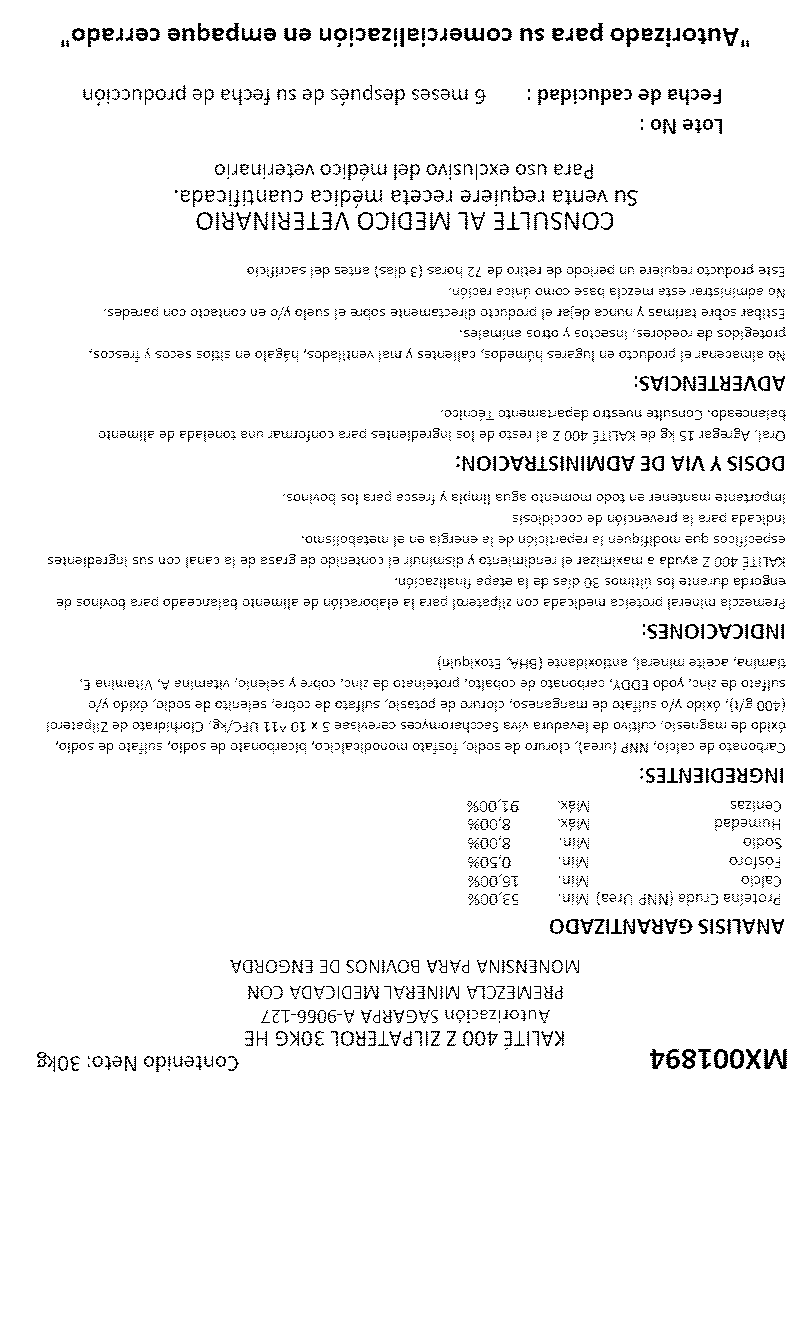 MX001894
Contenido Neto: 30kg
KALITÉ 400 Z ZILPATEROL 30KG HE
Autorización SAGARPA A-9066-127
PREMEZCLA MINERAL MEDICADA CON
MONENSINA PARA BOVINOS DE ENGORDA
ANALISIS GARANTIZADO
Proteína Cruda (NNP Urea) Min. 53,00%
Calcio Min. 15,00%
Fósforo Min. 0,50%
Sodio Min. 8,00%
Humedad Máx. 8,00%
Cenizas Máx. 91,00%
INGREDIENTES:
Carbonato de calcio, NNP (urea), cloruro de sodio, fosfato monodicalcico, bicarbonato de sodio, sulfato de sodio,
óxido de magnesio, cultivo de levadura viva Saccharomyces cervisae 5 x 10 ^11 UFC/kg, Clorhidrato de Zilpaterol
(400 g/t), óxido y/o sulfato de manganeso, cloruro de potasio, sulfato de cobre, selenito de sodio, óxido y/o
sulfato de zinc, yodo EDDY, carbonato de cobalto, proteinato de zinc, cobre y selenio, vitamina A, Vitamina E,
tiamina, aceite mineral, antioxidante (BHA, Etoxiquin)
INDICACIONES:
Premezcla mineral proteica medicada con zilpaterol para la elaboración de alimento balanceado para bovinos de
engorda durante los últimos 30 días de la etapa finalización.
KALITÉ 400 Z ayuda a maximizar el rendimiento y disminuir el contenido de grasa de la canal con sus ingredientes
específicos que modifiquen la repartición de la energía en el metabolismo.
Indicada para la prevención de coccidiosis
Importante mantener en todo momento agua limpia y fresca para los bovinos.
DOSIS Y VIA DE ADMINISTRACION:
Oral. Agregar 15 kg de KALITÉ 400 Z al resto de los ingredientes para conformar una tonelada de alimento
balanceado. Consulte nuestro departamento Técnico.
ADVERTENCIAS:
No almacenar el producto en lugares húmedos, calientes y mal ventilados, hágalo en sitios secos y frescos,
protegidos de roedores, insectos y otros animales.
Estibar sobre tarimas y nunca dejar el producto directamente sobre el suelo y/o en contacto con paredes.
No administrar esta mezcla base como única ración.
Este producto requiere un periodo de retiro de 72 horas (3 días) antes del sacrificio
CONSULTE AL MEDICO VETERINARIO
Su venta requiere receta médica cuantificada.
Para uso exclusivo del médico veterinario
Lote No :
Fecha de caducidad : 6 meses después de su fecha de producción
"Autorizado para su comercialización en empaque cerrado"